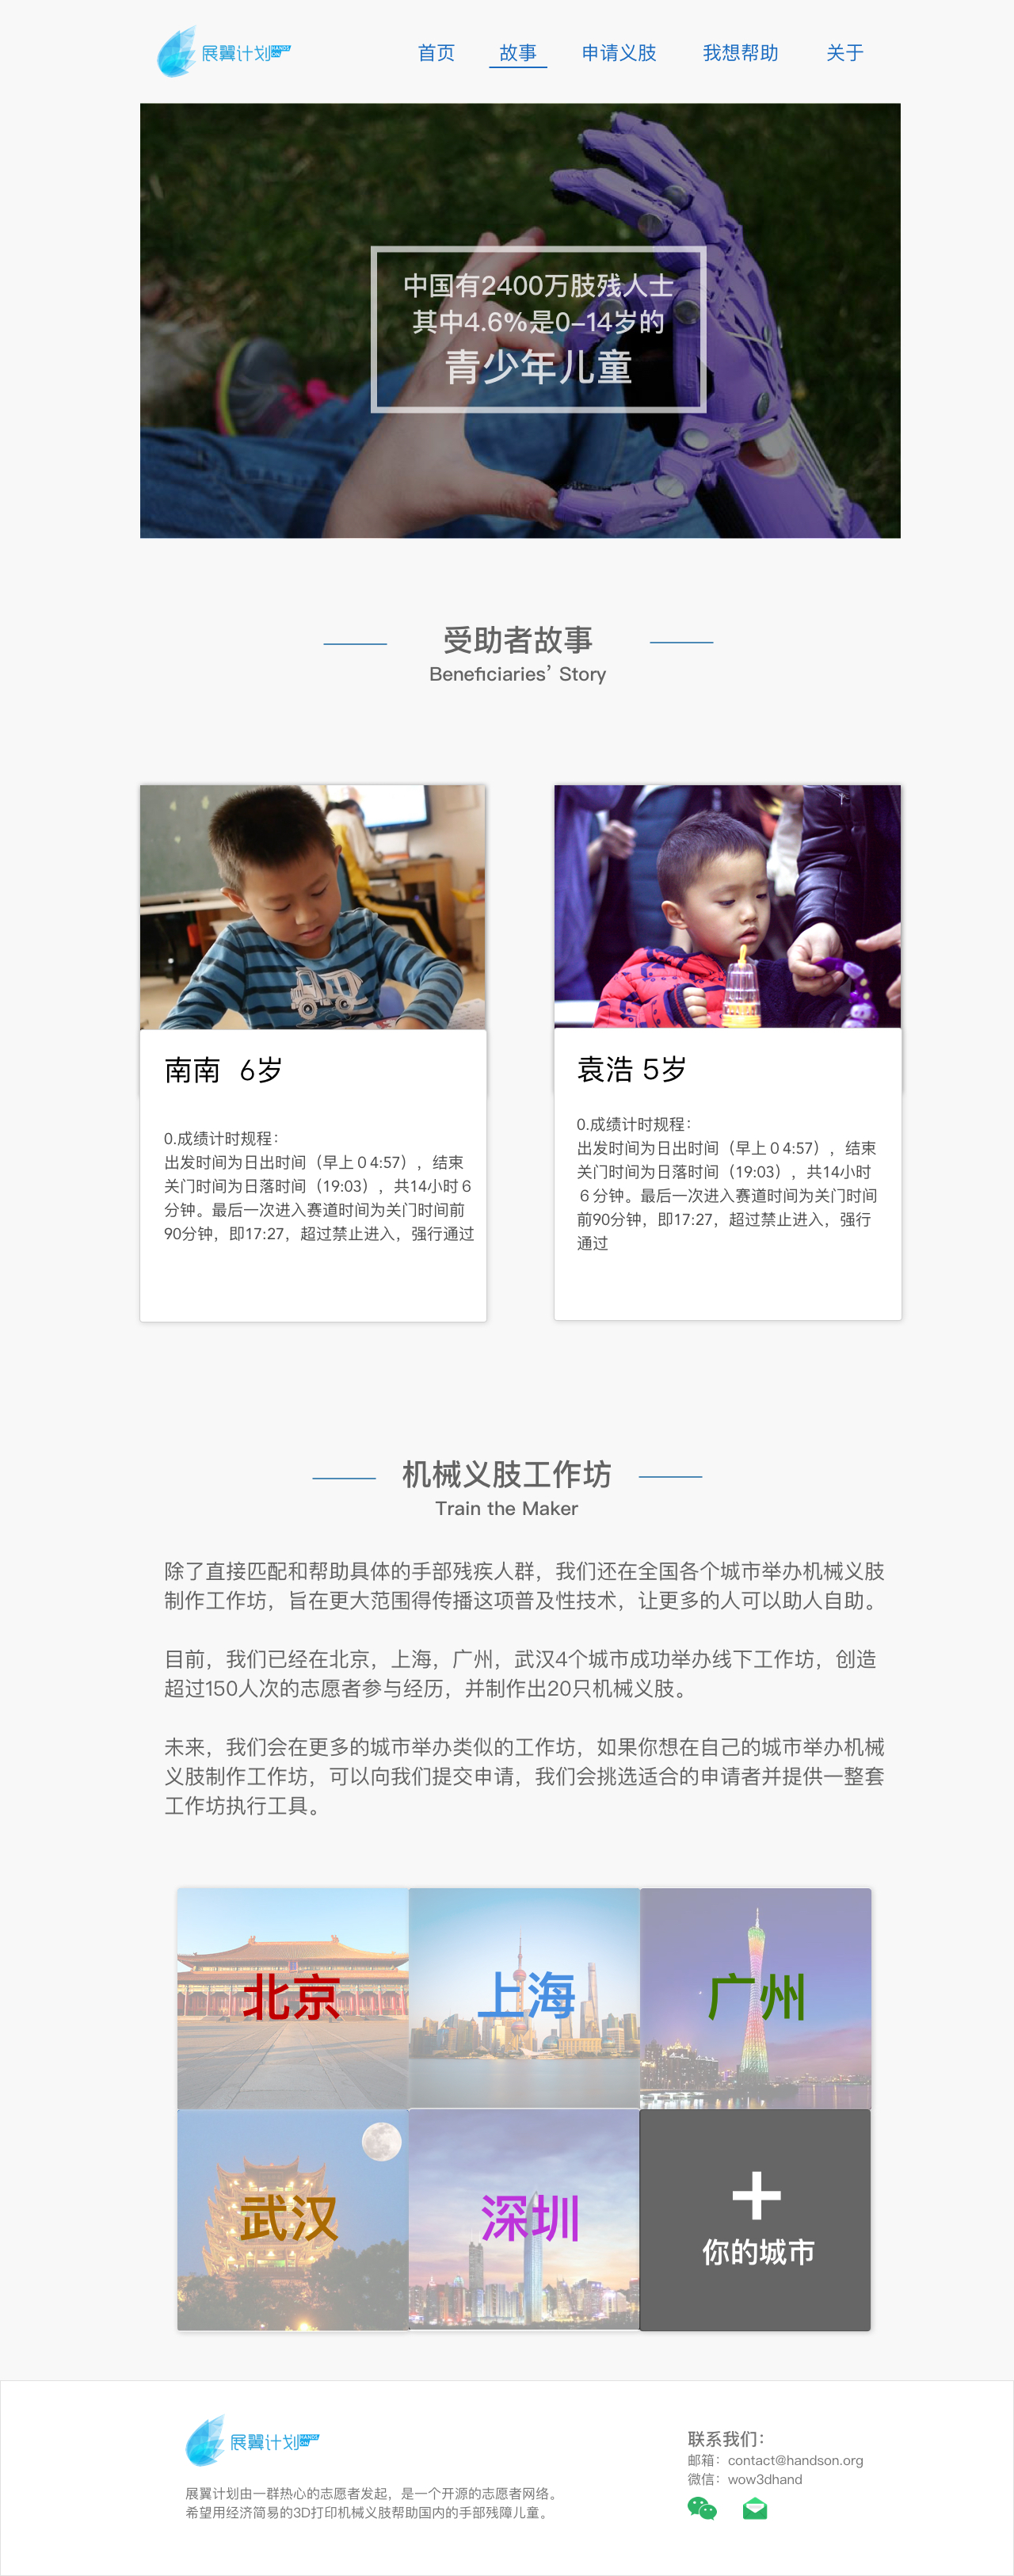 展翼计划 HANDS ON
首页 故事 申请义肢 我想帮助 关于
中国有2400万肢残人士
其中4.6%是0-14岁的
青少年儿童
受助者故事
Beneficiaries’ Story
南南 6岁
0.成绩计时规程：
出发时间为日出时间（早上０4:57），结束
关门时间为日落时间（19:03），共14小时６
分钟。最后一次进入赛道时间为关门时间前
90分钟，即17:27，超过禁止进入，强行通过
袁浩 5岁
0.成绩计时规程：
出发时间为日出时间（早上０4:57），结束
关门时间为日落时间（19:03），共14小时
６分钟。最后一次进入赛道时间为关门时间
前90分钟，即17:27，超过禁止进入，强行
通过
机械义肢工作坊
Train the Maker
除了直接匹配和帮助具体的手部残疾人群，我们还在全国各个城市举办机械义肢
制作工作坊，旨在更大范围得传播这项普及性技术，让更多的人可以助人自助。
目前，我们已经在北京，上海，广州，武汉4个城市成功举办线下工作坊，创造
超过150人次的志愿者参与经历，并制作出20只机械义肢。
未来，我们会在更多的城市举办类似的工作坊，如果你想在自己的城市举办机械
义肢制作工作坊，可以向我们提交申请，我们会挑选适合的申请者并提供一整套
工作坊执行工具。
北京
上海
广州
武汉
深圳
你的城市
展翼计划 HANDS ON
展翼计划由一群热心的志愿者发起，是一个开源的志愿者网络。
希望用经济简易的3D打印机械义肢帮助国内的手部残障儿童。
联系我们：
邮箱：contact@handson.org
微信：wow3dhand